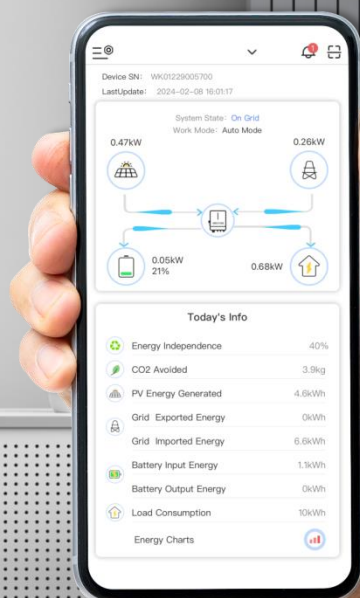 Device SN: WK01229005700
LastUpdate: 2024-02-08 16:01:17
System State: On Grid
Work Mode: Auto Mode
0.47kW 0.26kW
0.05kW
21% 0.68kW
Today's Info
Energy Independence 40%
CO2 Avoided 3.9kg
PV Energy Generated 4.6kWh
Grid Exported Energy 0kWh
Grid Imported Energy 6.6kWh
Battery Input Energy 1.1kWh
Battery Output Energy 0kWh
Load Consumption 10kWh
Energy Charts